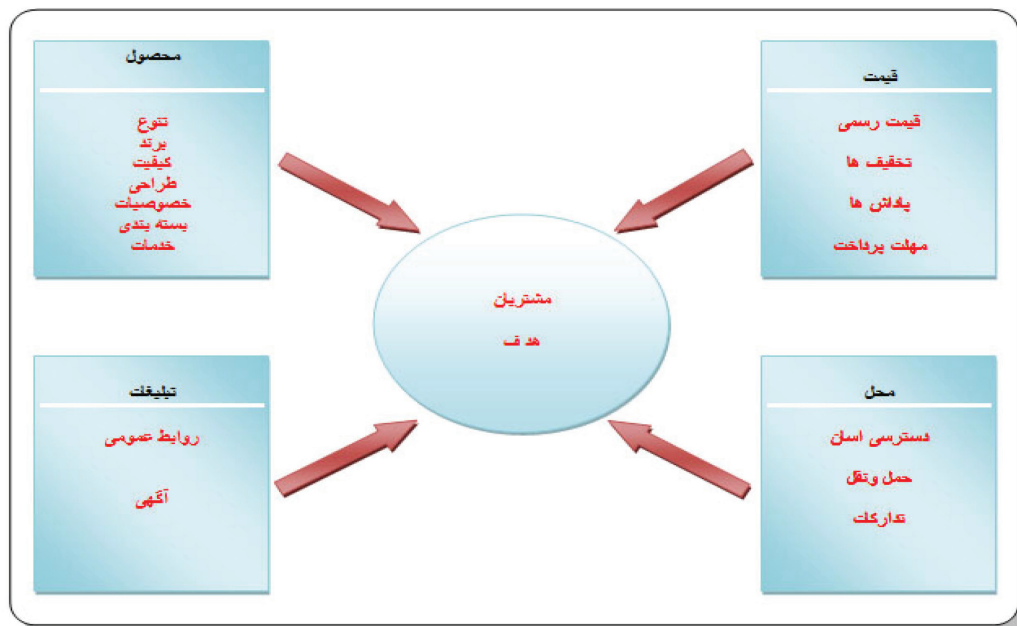 قیمت
قیمت رسمی
تخفیف ها
پاداش ها
مهلت پرداخت
محصول
تنوع
برند
کیفیت
طراحی
خصوصیات
بسته بندی
خدمات
مشتریان
هدف
محل
دسترسی اسان
حمل ونقل
تدارکات
تبلیغات
روابط عمومی
آگهی